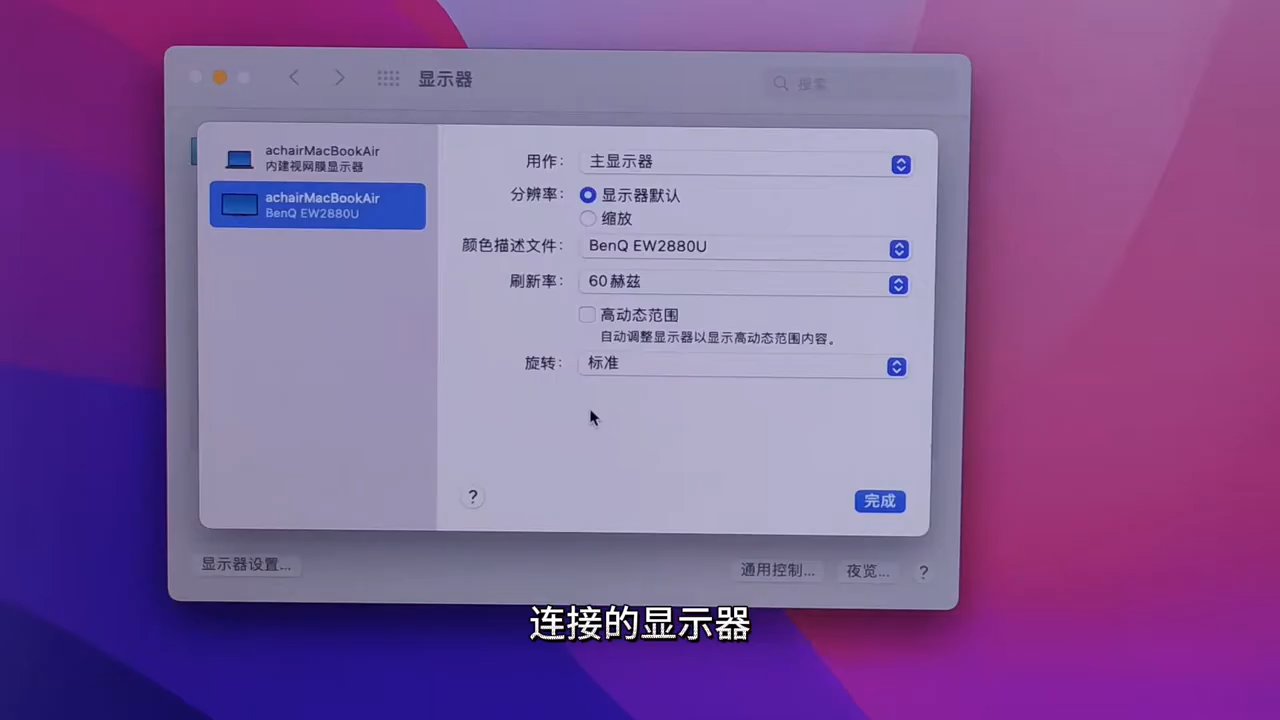 显示器
搜索
achairMacBookAir
内建视网膜显示器
achairMacBookAir
BenQ EW2880U
用作： 主显示器
分辨率： 显示器默认
缩放
颜色描述文件： BenQ EW2880U
刷新率： 60赫兹
高动态范围
自动调整显示器以显示高动态范围内容。
旋转： 标准
?
完成
显示器设置...
通用控制...
夜览...
?
连接的显示器